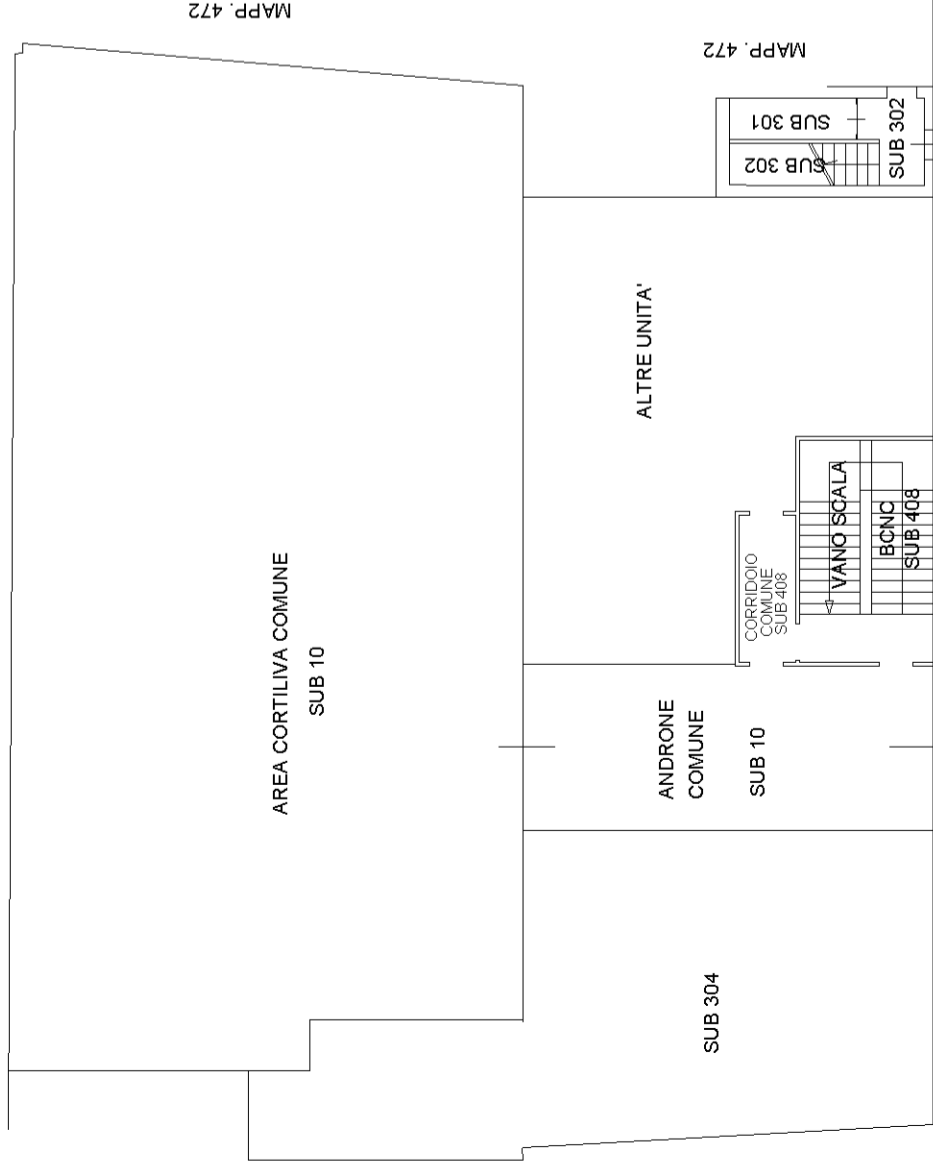 MAPP. 472
MAPP. 472
SUB 301
SUB 302
SUB 302
ALTRE UNITA'
AREA CORTILIVA COMUNE
SUB 10
CORRIDOIO
COMUNE
SUB 408
VANO SCALA
BCNC
SUB 408
ANDRONE
COMUNE
SUB 10
SUB 304